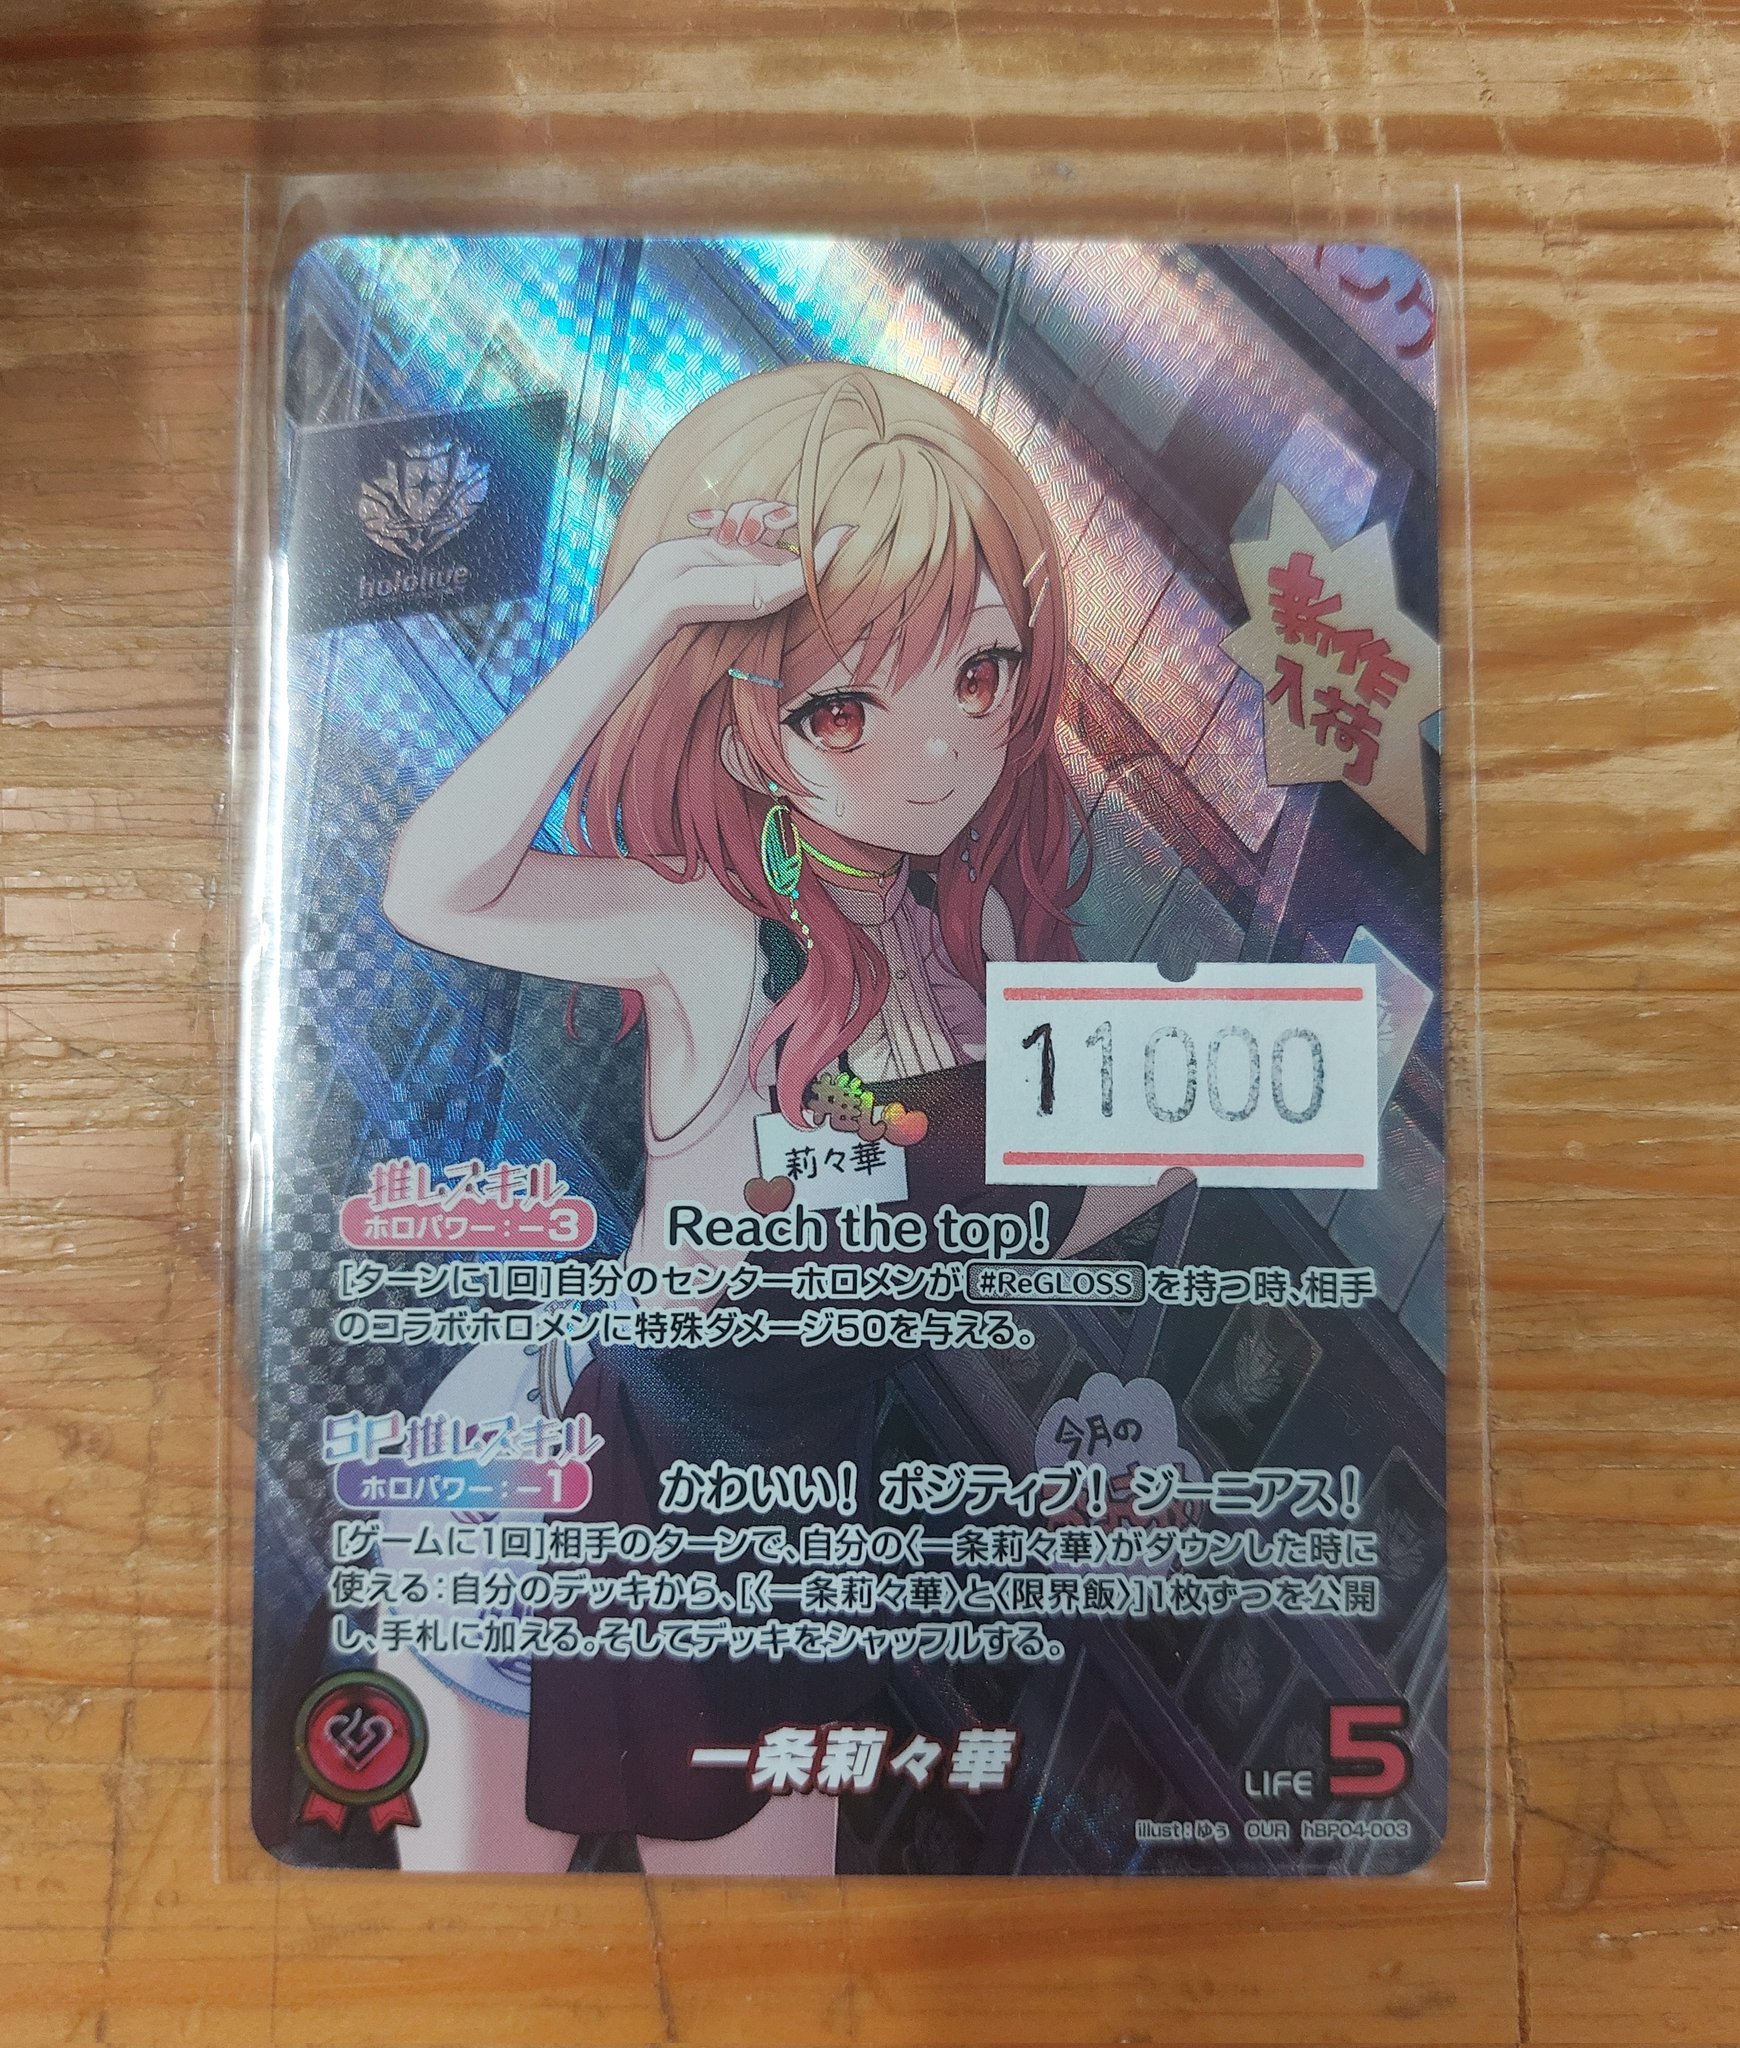 hololive
新作
入荷
11000
推し
莉々華
推しスキル
ホロパワー:-3
Reach the top!
[ターンに1回]自分のセンターホロメンが #ReGLOSS を持つ時、相手
のコラボホロメンに特殊ダメージ50を与える。
今月の
SP推しスキル
ホロパワー:-1
かわいい! ポジティブ! ジーニアス!
[ゲームに1回]相手のターンで、自分の〈一条莉々華〉がダウンした時に
使える:自分のデッキから、[〈一条莉々華〉と〈限界飯〉]1枚ずつを公開
し、手札に加える。そしてデッキをシャッフルする。
一条莉々華
LIFE 5
illust:ゆぅ OUR hBP04-003